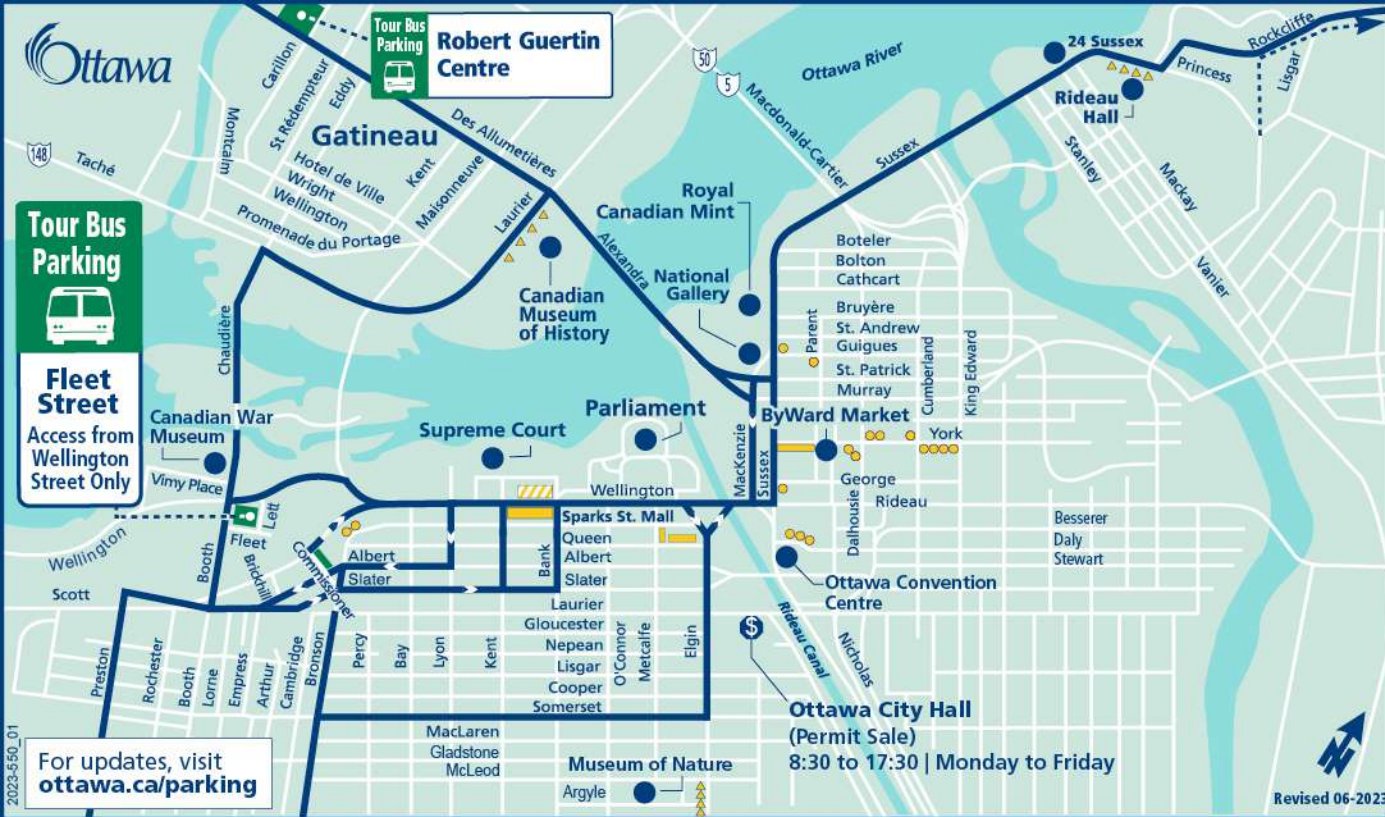 Ottawa
Tour Bus
Parking
Robert Guertin
Centre
Carillon
St Rédempteur
Eddy
Montcalm
Gatineau
Des Allumetières
Hotel de Ville
Wright
Wellington
Promenade du Portage
Kent
Maisonneuve
Laurier
148
Taché
50
5
Ottawa River
Macdonald-Cartier
Sussex
24 Sussex
Rideau
Hall
Princess
Rockcliffe
Lisgar
Stanley
Mackay
Vanier
Tour Bus
Parking
Fleet
Street
Access from
Wellington
Street Only
Chaudière
Canadian War
Museum
Vimy Place
Canadian
Museum
of History
Alexandra
Royal
Canadian Mint
National
Gallery
Boteler
Bolton
Cathcart
Bruyère
St. Andrew
Guigues
St. Patrick
Murray
Parent
Cumberland
King Edward
ByWard Market
York
George
Rideau
Dalhousie
MacKenzie
Sussex
Parliament
Supreme Court
Wellington
Sparks St. Mall
Queen
Albert
Slater
Laurier
Gloucester
Nepean
Lisgar
Cooper
Somerset
Bank
O'Connor
Metcalfe
Elgin
Besserer
Daly
Stewart
Ottawa Convention
Centre
Rideau Canal
Nicholas
Wellington
Fleet
Lett
Booth
Brickhill
Commissioner
Albert
Slater
Scott
Preston
Rochester
Booth
Lorne
Empress
Arthur
Cambridge
Bronson
Percy
Bay
Lyon
Kent
MacLaren
Gladstone
McLeod
Museum of Nature
Argyle
$
Ottawa City Hall
(Permit Sale)
8:30 to 17:30 | Monday to Friday
2023-550_01
For updates, visit
ottawa.ca/parking
N
Revised 06-2023